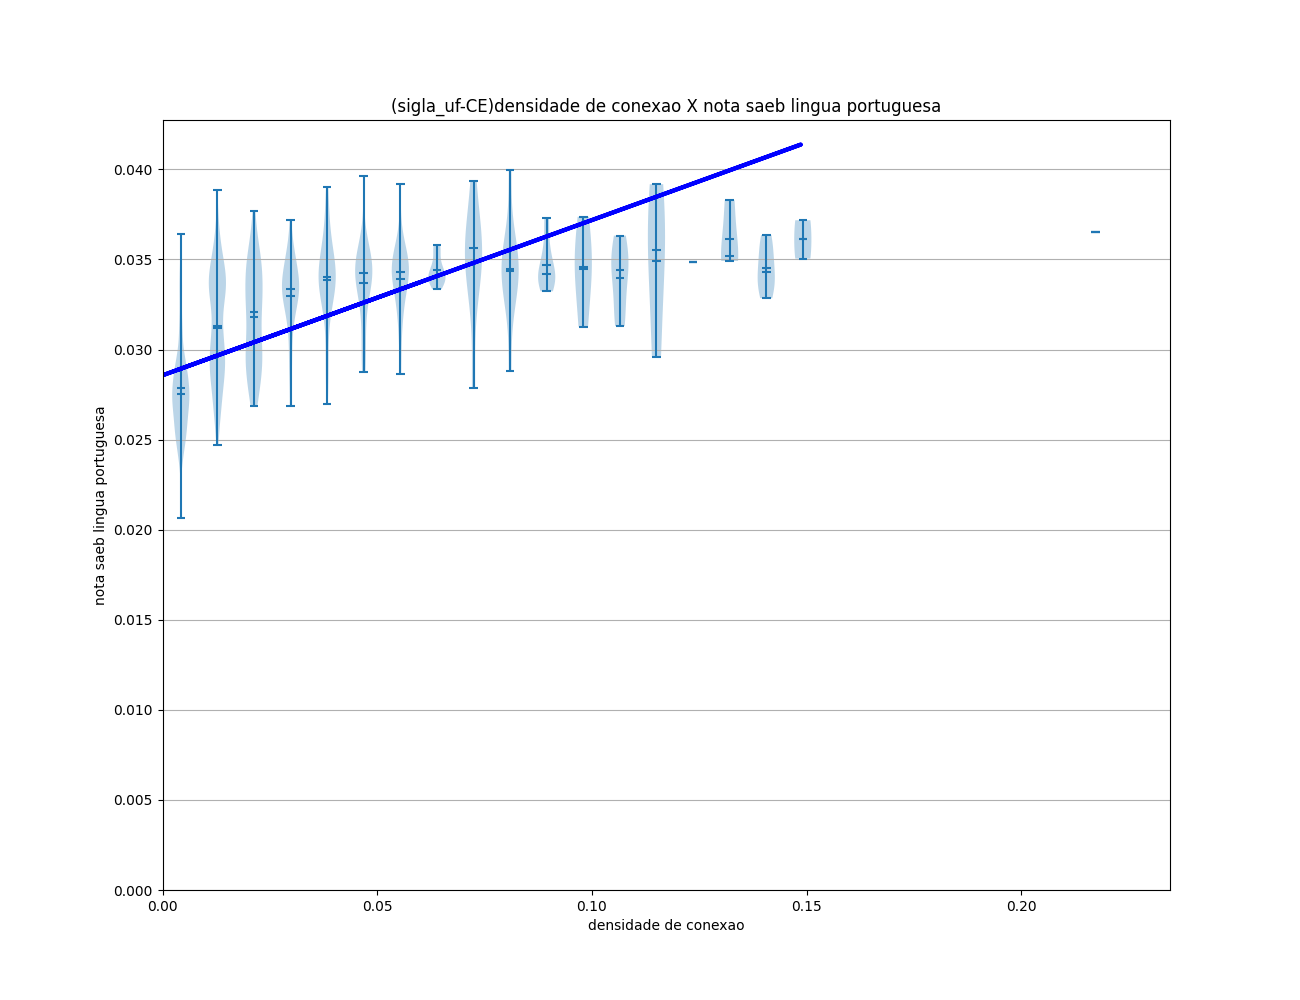 (sigla_uf-CE)densidade de conexao X nota saeb lingua portuguesa
nota saeb lingua portuguesa
0.040
0.035
0.030
0.025
0.020
0.015
0.010
0.005
0.000
0.00 0.05 0.10 0.15 0.20
densidade de conexao